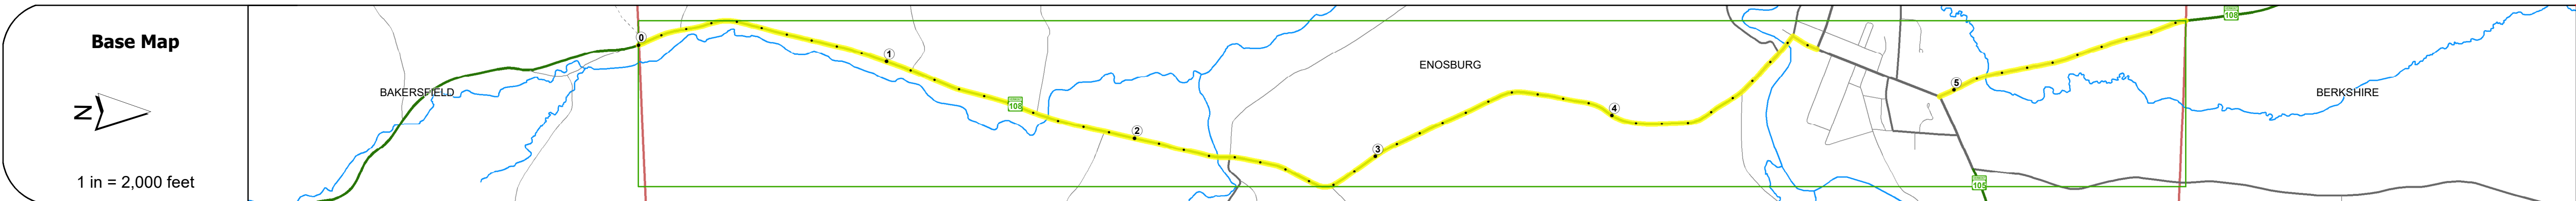 Base Map
N
1 in = 2,000 feet
BAKERSFIELD
0
1
108
2
3
ENOSBURG
4
5
105
108
BERKSHIRE